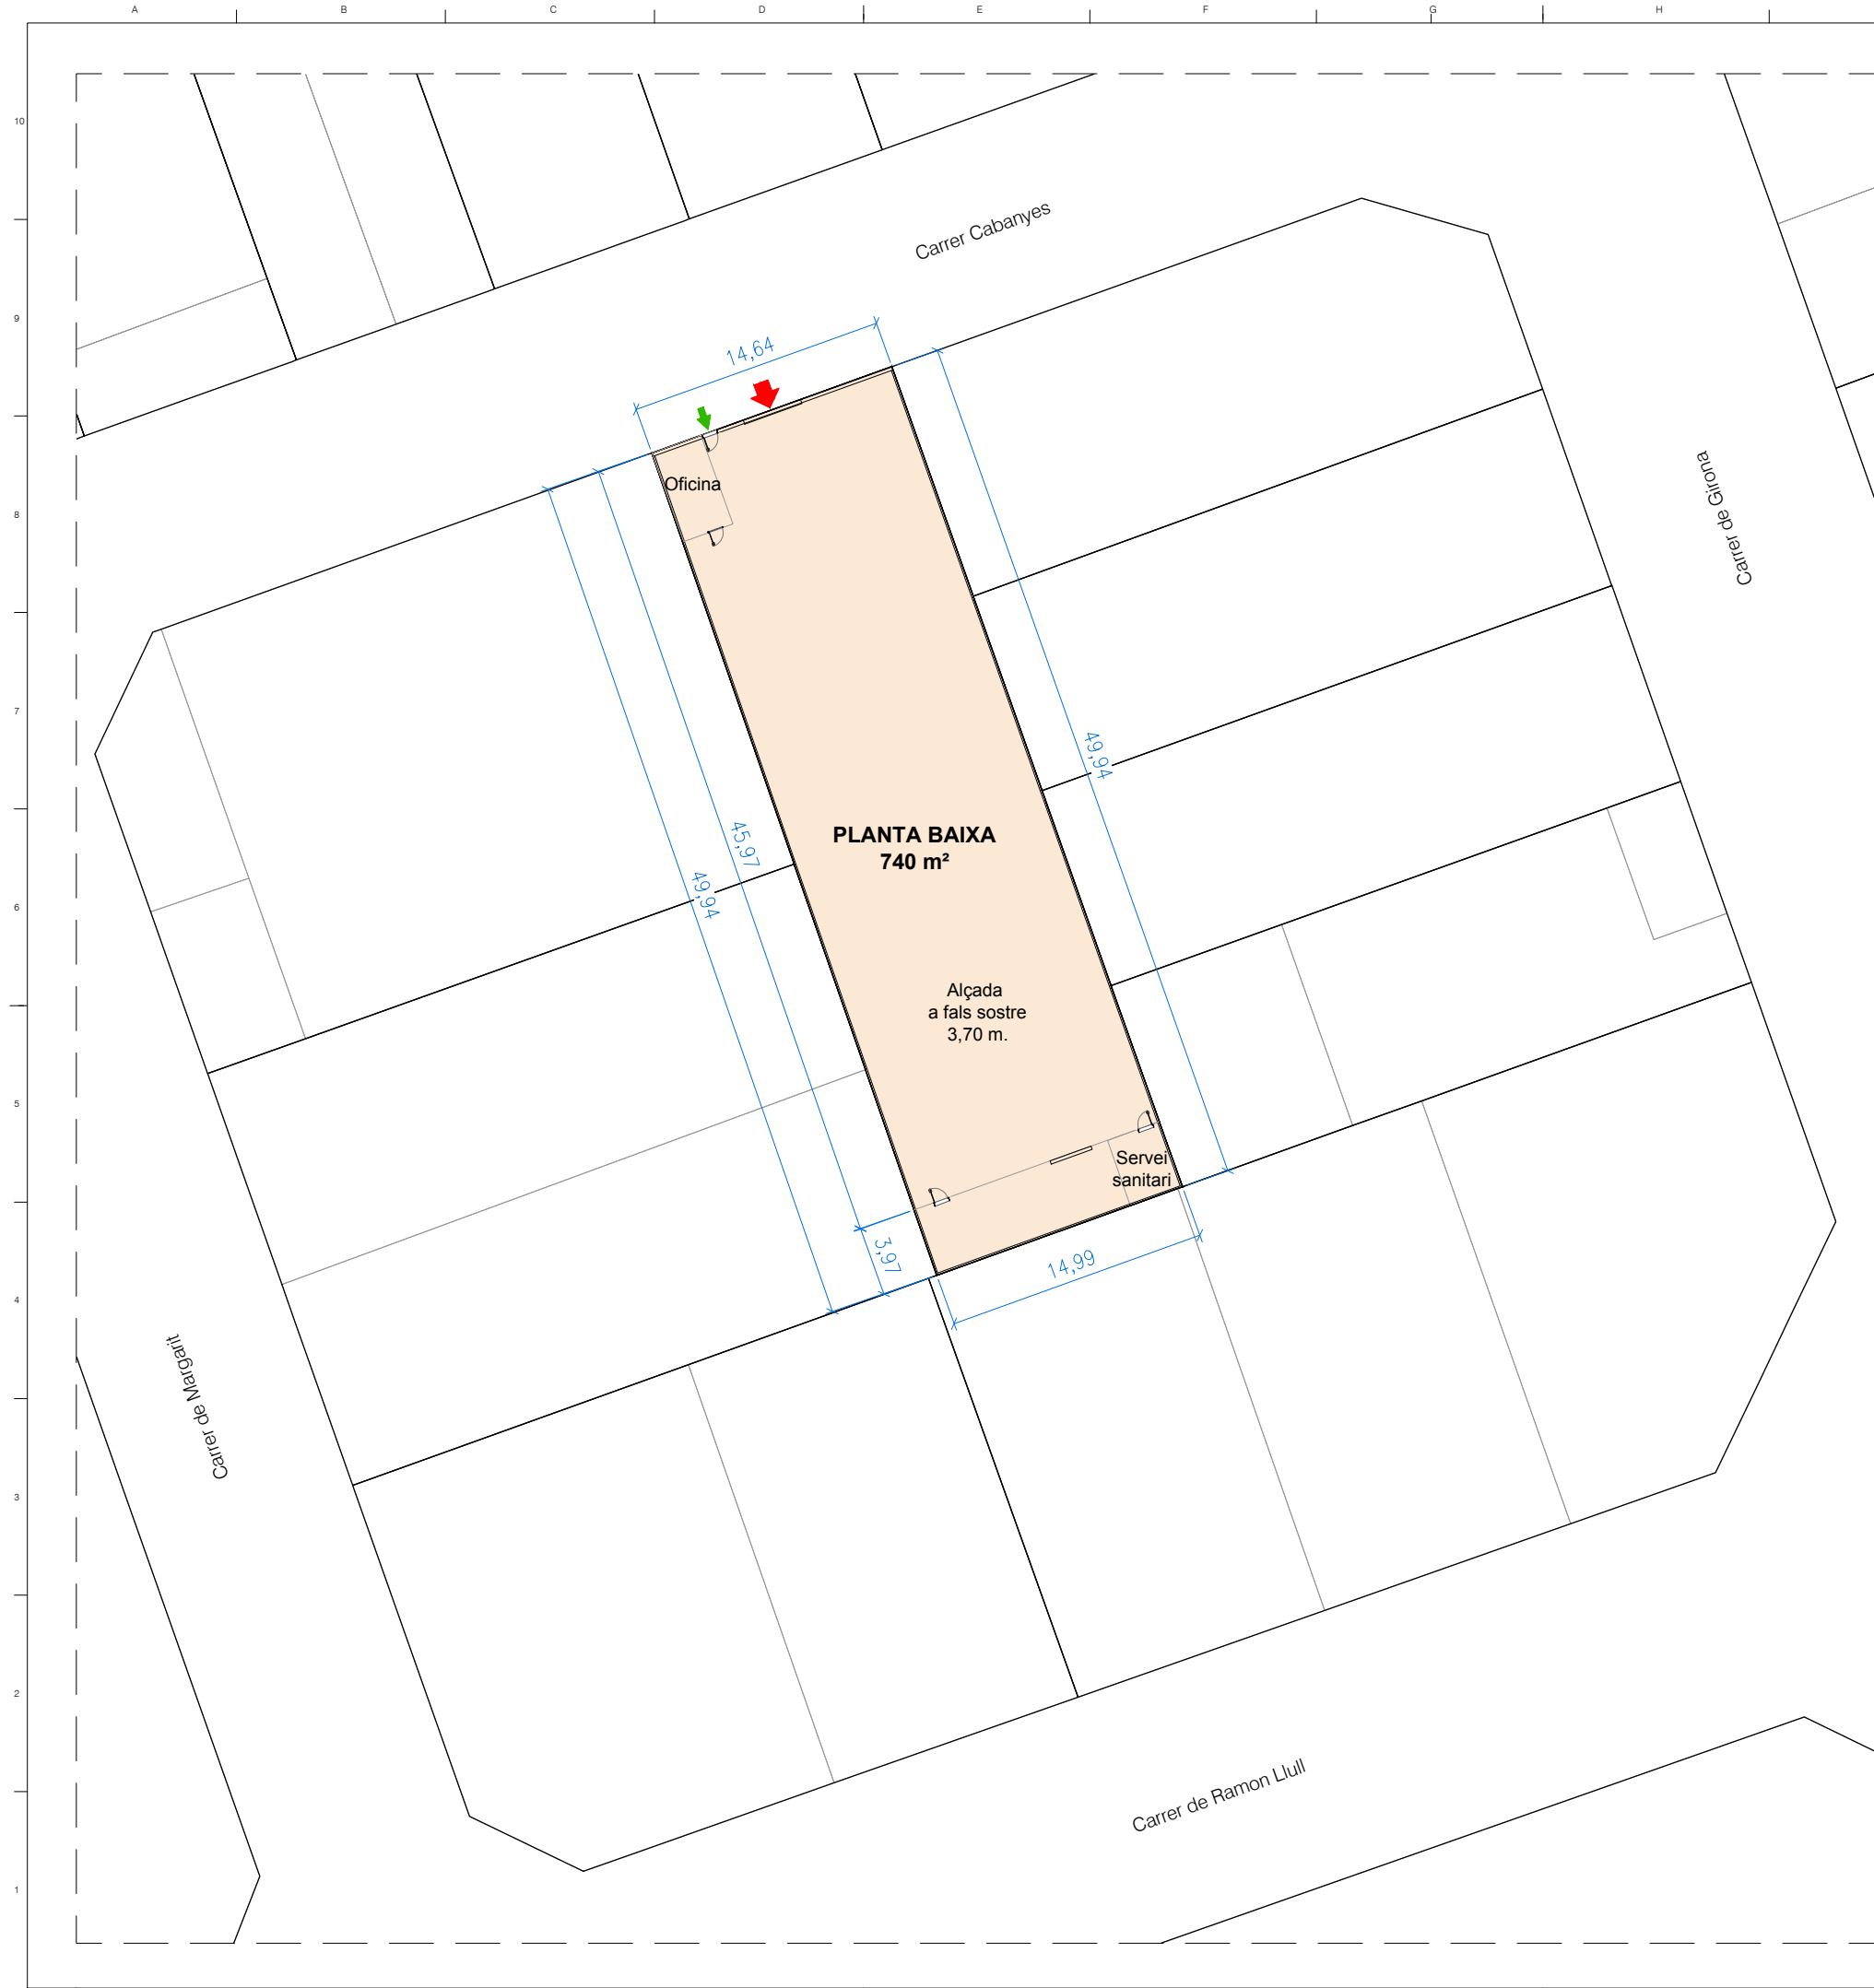 A
B
C
D
E
F
G
H
10
9
8
7
6
5
4
3
2
1
Carrer Cabanyes
14,64
Oficina
Carrer de Girona
49,94
45,97
49,94
PLANTA BAIXA
740 m²
Alçada
a fals sostre
3,70 m.
Servei
sanitari
3,97
14,99
Carrer de Margarit
Carrer de Ramon Llull